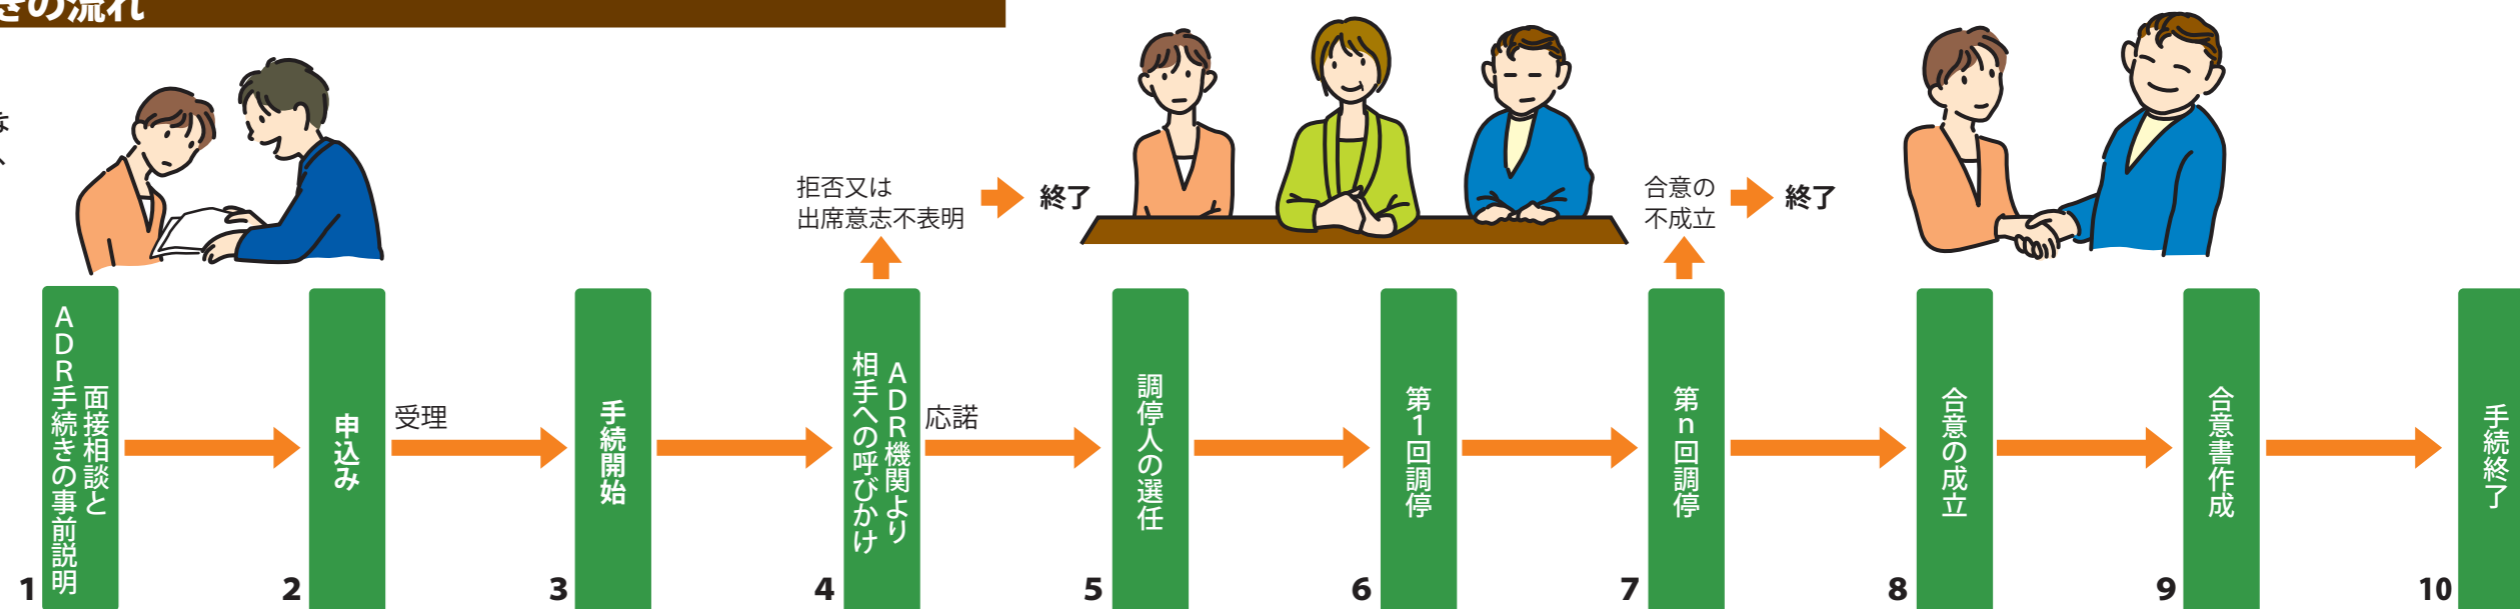 きの流れ
拒否又は
出席意志不表明
終了
合意の
不成立
終了
面接相談と
ADR手続きの事前説明
1
申込み
2
受理
手続開始
3
ADR機関より
相手への呼びかけ
4
応諾
調停人の選任
5
第1回調停
6
第n回調停
7
合意の成立
8
合意書作成
9
手続終了
10